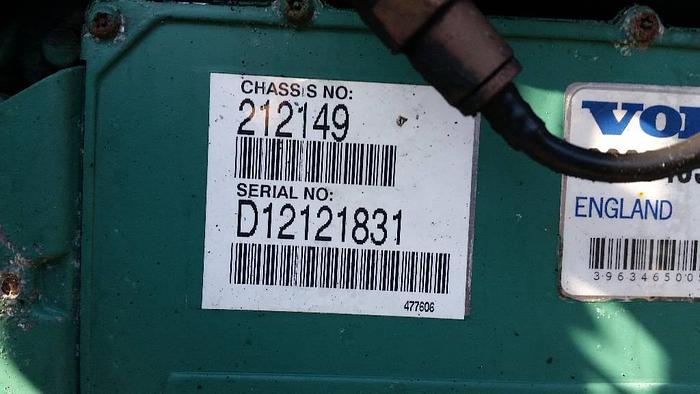 CHASSIS NO:
212149
SERIAL NO:
D12121831
477606
ENGLAND